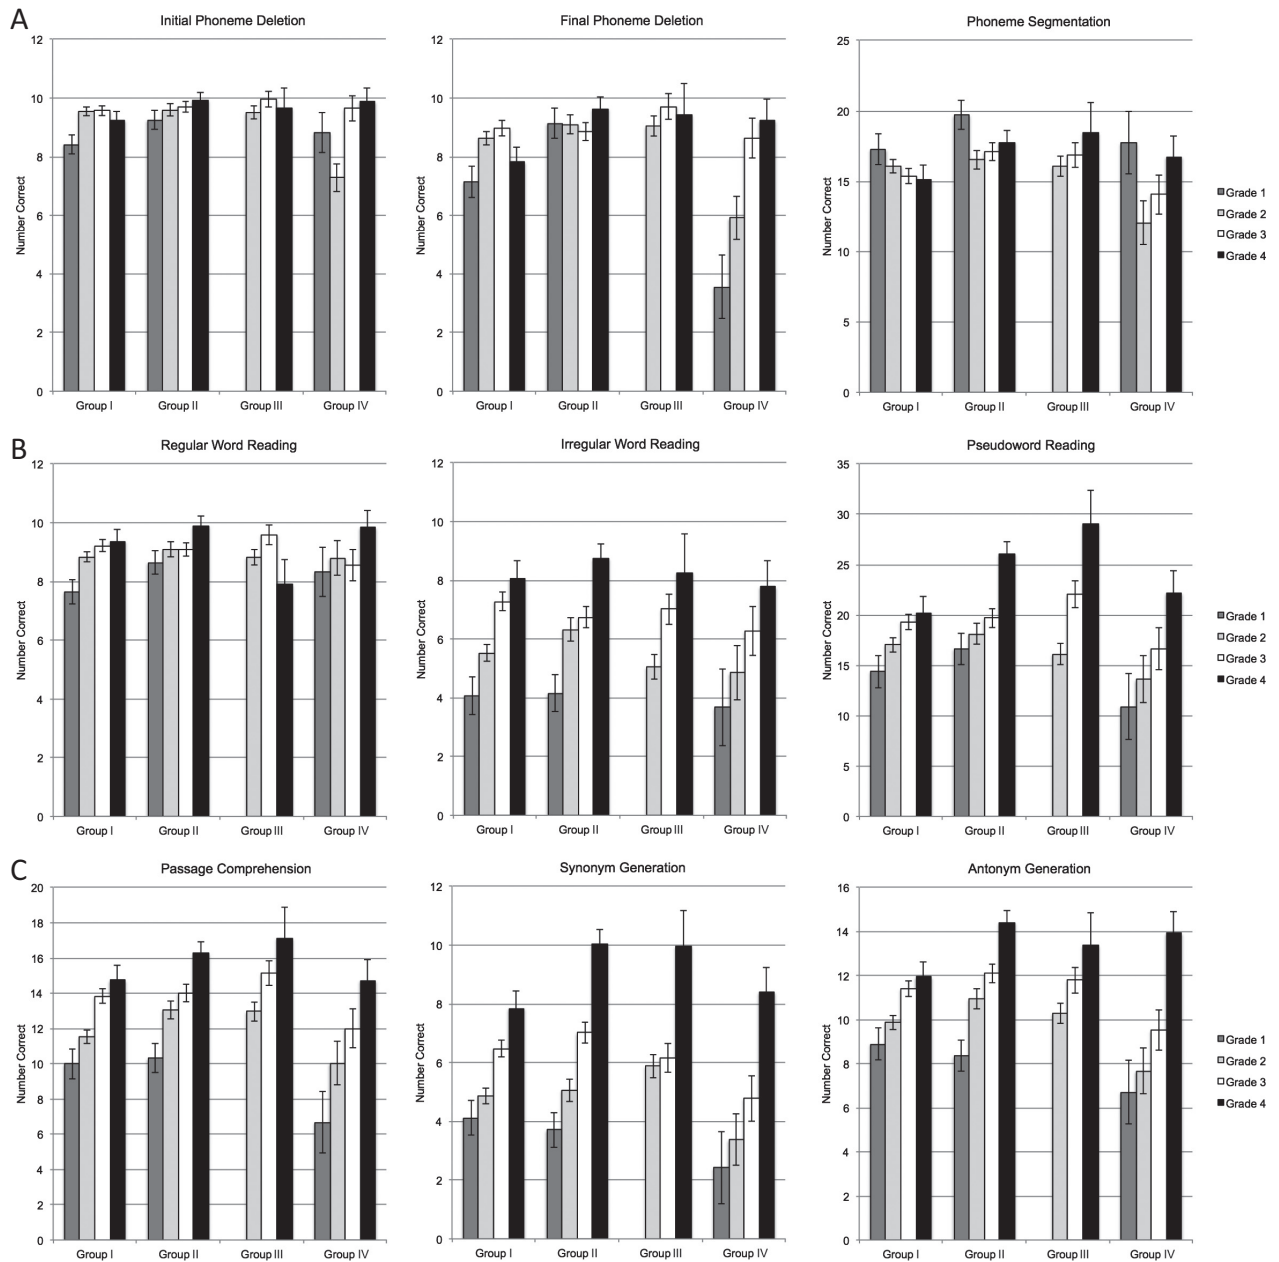 A
Initial Phoneme Deletion
Final Phoneme Deletion
Phoneme Segmentation
12
10
8
6
4
2
0
Number Correct
Group I
Group II
Group III
Group IV
12
10
8
6
4
2
0
Number Correct
Group I
Group II
Group III
Group IV
25
20
15
10
5
0
Number Correct
Group I
Group II
Group III
Group IV
Grade 1
Grade 2
Grade 3
Grade 4
B
Regular Word Reading
Irregular Word Reading
Pseudoword Reading
12
10
8
6
4
2
0
Number Correct
Group I
Group II
Group III
Group IV
12
10
8
6
4
2
0
Number Correct
Group I
Group II
Group III
Group IV
35
30
25
20
15
10
5
0
Number Correct
Group I
Group II
Group III
Group IV
Grade 1
Grade 2
Grade 3
Grade 4
C
Passage Comprehension
Synonym Generation
Antonym Generation
20
18
16
14
12
10
8
6
4
2
0
Number Correct
Group I
Group II
Group III
Group IV
12
10
8
6
4
2
0
Number Correct
Group I
Group II
Group III
Group IV
16
14
12
10
8
6
4
2
0
Number Correct
Group I
Group II
Group III
Group IV
Grade 1
Grade 2
Grade 3
Grade 4